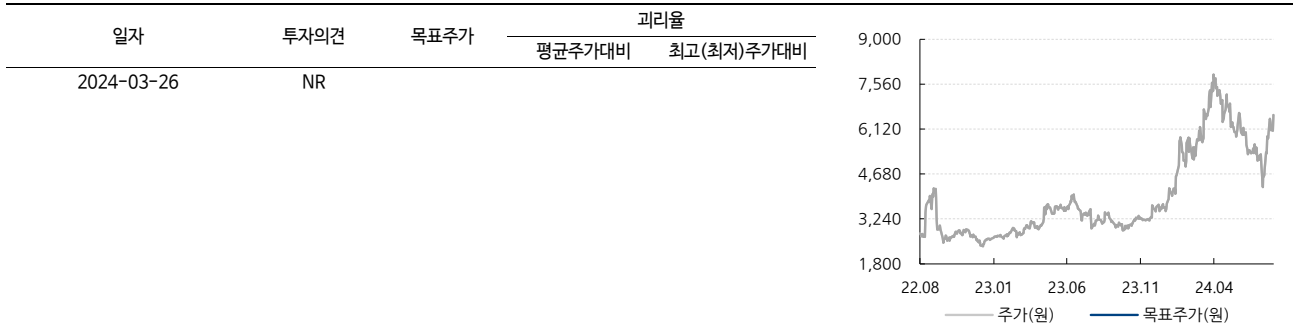 일자 투자의견 목표주가 괴리율
평균주가대비 최고(최저)주가대비
2024-03-26 NR
9,000
7,560
6,120
4,680
3,240
1,800
22.08 23.01 23.06 23.11 24.04
주가(원) 목표주가(원)